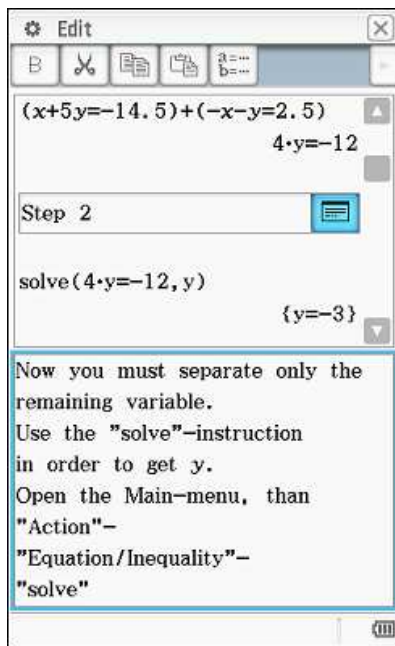 Edit
B
a=...
b=...
(x+5y=−14.5)+(−x−y=2.5)
4·y=−12
Step 2
solve(4·y=−12,y)
{y=−3}
Now you must separate only the
remaining variable.
Use the "solve"−instruction
in order to get y.
Open the Main−menu, than
"Action"−
"Equation/Inequality"−
"solve"